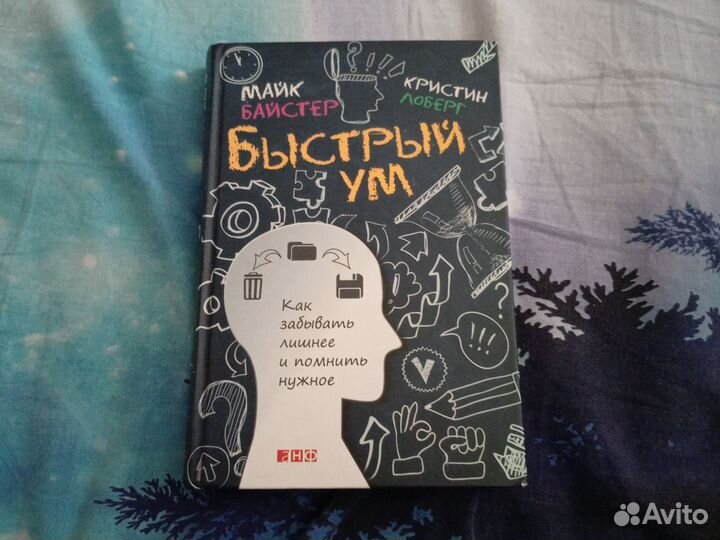 МАЙК
БАЙСТЕР
КРИСТИН
ЛОБЕРГ
БЫСТРЫЙ
УМ
Как
забывать
лишнее
и помнить
нужное
анф
Avito